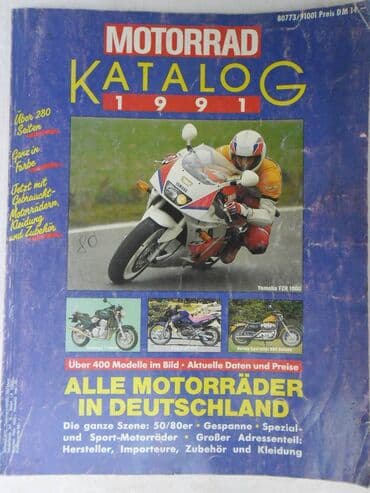 80773/91001 Preis DM 14.-
MOTORRAD
KATALOG
1991
Über 280
Seiten
Ganz in
Farbe
Jetzt mit
Gebraucht-
Motorrädern,
Kleidung
und Zubehör
80
Yamaha FZR 1000
Über 400 Modelle im Bild • Aktuelle Daten und Preise
ALLE MOTORRÄDER
IN DEUTSCHLAND
Die ganze Szene: 50/80er • Gespanne • Spezial-
und Sport-Motorräder • Großer Adressenteil:
Hersteller, Importeure, Zubehör und Kleidung